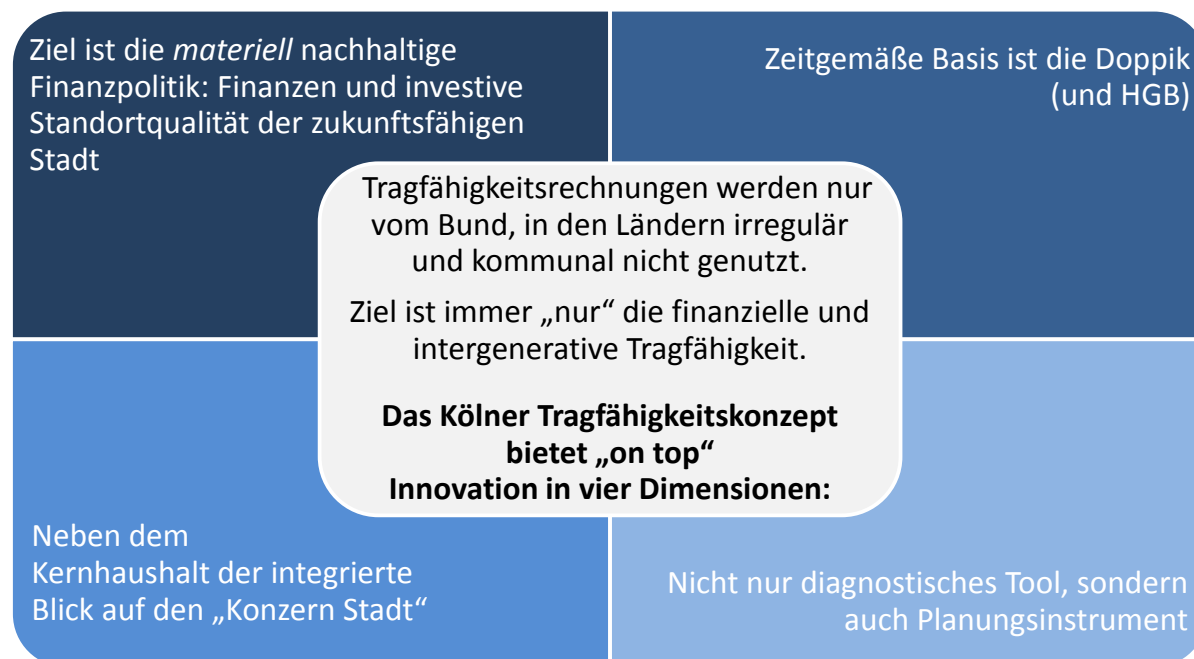 Ziel ist die materiell nachhaltige
Finanzpolitik: Finanzen und investive
Standortqualität der zukunftsfähigen
Stadt
Zeitgemäße Basis ist die Doppik
(und HGB)
Tragfähigkeitsrechnungen werden nur
vom Bund, in den Ländern irregulär
und kommunal nicht genutzt.
Ziel ist immer „nur“ die finanzielle und
intergenerative Tragfähigkeit.
Das Kölner Tragfähigkeitskonzept
bietet „on top“
Innovation in vier Dimensionen:
Neben dem
Kernhaushalt der integrierte
Blick auf den „Konzern Stadt“
Nicht nur diagnostisches Tool, sondern
auch Planungsinstrument